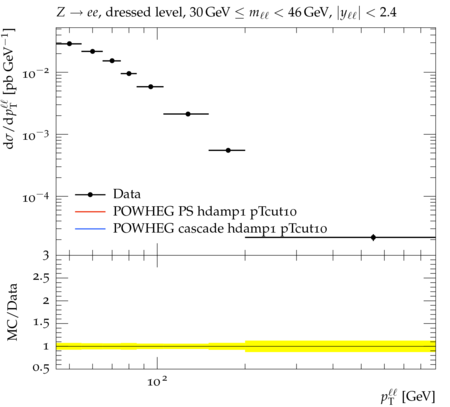 Z → ee, dressed level, 30 GeV ≤ mℓℓ < 46 GeV, |yℓℓ| < 2.4
dσ/dpTℓℓ [pb GeV−1]
10−2
10−3
10−4
Data
POWHEG PS hdamp1 pTcut10
POWHEG cascade hdamp1 pTcut10
MC/Data
3
2.5
2
1.5
1
0.5
10 2
pTℓℓ [GeV]